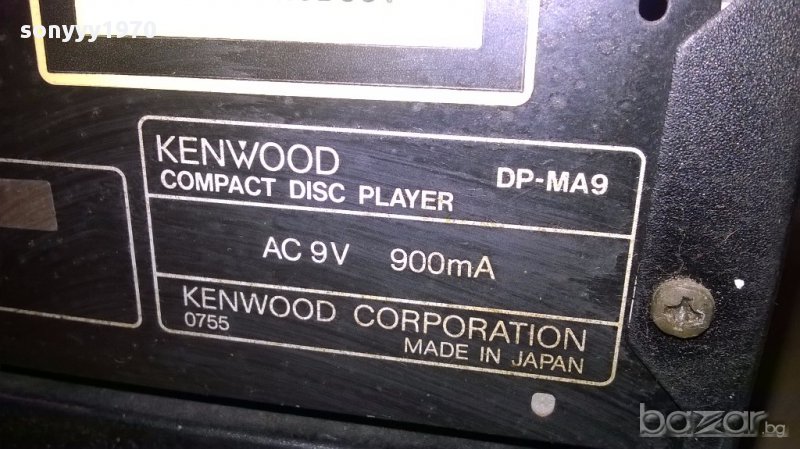 sonyyy1970
KENWOOD
COMPACT DISC PLAYER
DP-MA9
AC 9V 900mA
KENWOOD CORPORATION
0755
MADE IN JAPAN
bazar.bg